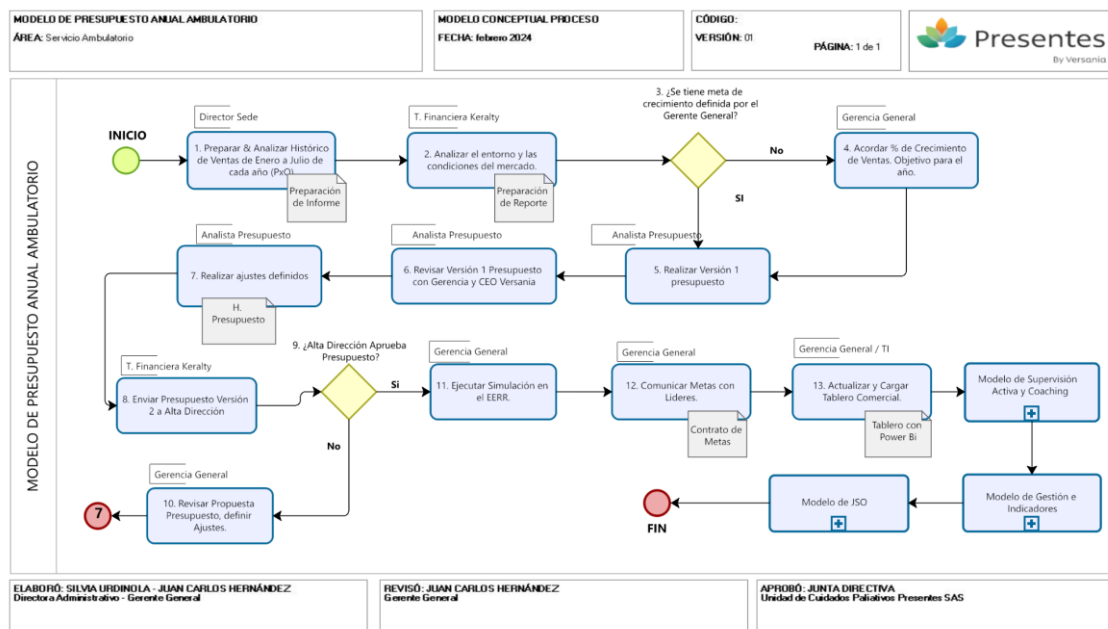 MODELO DE PRESUPUESTO ANUAL AMBULATORIO
ÁREA: Servicio Ambulatorio
MODELO CONCEPTUAL PROCESO
FECHA: febrero 2024
CÓDIGO:
VERSIÓN: 01
PÁGINA: 1 de 1
Presentes
By Versania
MODELO DE PRESUPUESTO ANUAL AMBULATORIO
INICIO
Director Sede
1. Preparar & Analizar Histórico
de Ventas de Enero a Julio de
cada año (PxQ)
Preparación
de Informe
T. Financiera Keralty
2. Analizar el entorno y las
condiciones del mercado.
Preparación
de Reporte
3. ¿Se tiene meta de
crecimiento definida por el
Gerente General?
No
SI
Gerencia General
4. Acordar % de Crecimiento
de Ventas. Objetivo para el
año.
Analista Presupuesto
5. Realizar Versión 1
presupuesto
Analista Presupuesto
6. Revisar Versión 1 Presupuesto
con Gerencia y CEO Versania
Analista Presupuesto
7. Realizar ajustes definidos
H.
Presupuesto
T. Financiera Keralty
8. Enviar Presupuesto Versión
2 a Alta Dirección
9. ¿Alta Dirección Aprueba
Presupuesto?
Si
No
Gerencia General
10. Revisar Propuesta
Presupuesto, definir
Ajustes.
7
Gerencia General
11. Ejecutar Simulación en
el EERR.
Gerencia General
12. Comunicar Metas con
Lideres.
Contrato de
Metas
Gerencia General / TI
13. Actualizar y Cargar
Tablero Comercial.
Tablero con
Power Bi
Modelo de Supervisión
Activa y Coaching
Modelo de Gestión e
Indicadores
Modelo de JSO
FIN
ELABORÓ: SILVIA URDINOLA - JUAN CARLOS HERNÁNDEZ
Directora Administrativo - Gerente General
REVISÓ: JUAN CARLOS HERNÁNDEZ
Gerente General
APROBÓ: JUNTA DIRECTIVA
Unidad de Cuidados Paliativos Presentes SAS